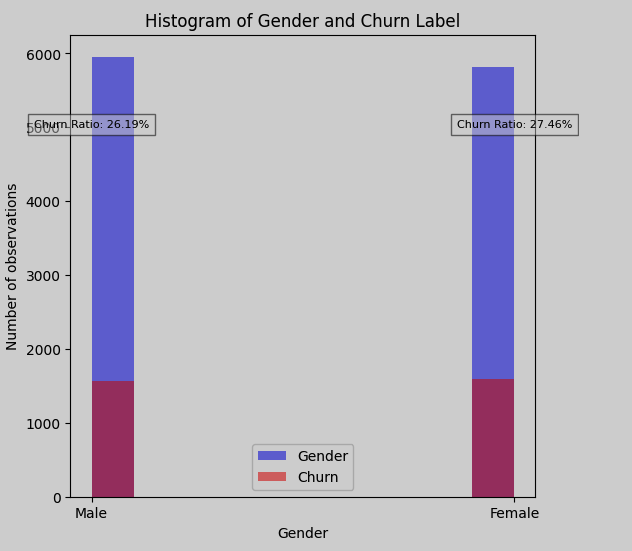 Histogram of Gender and Churn Label
Number of observations
6000
5000
4000
3000
2000
1000
0
Churn Ratio: 26.19%
Churn Ratio: 27.46%
Gender
Churn
Male
Female
Gender